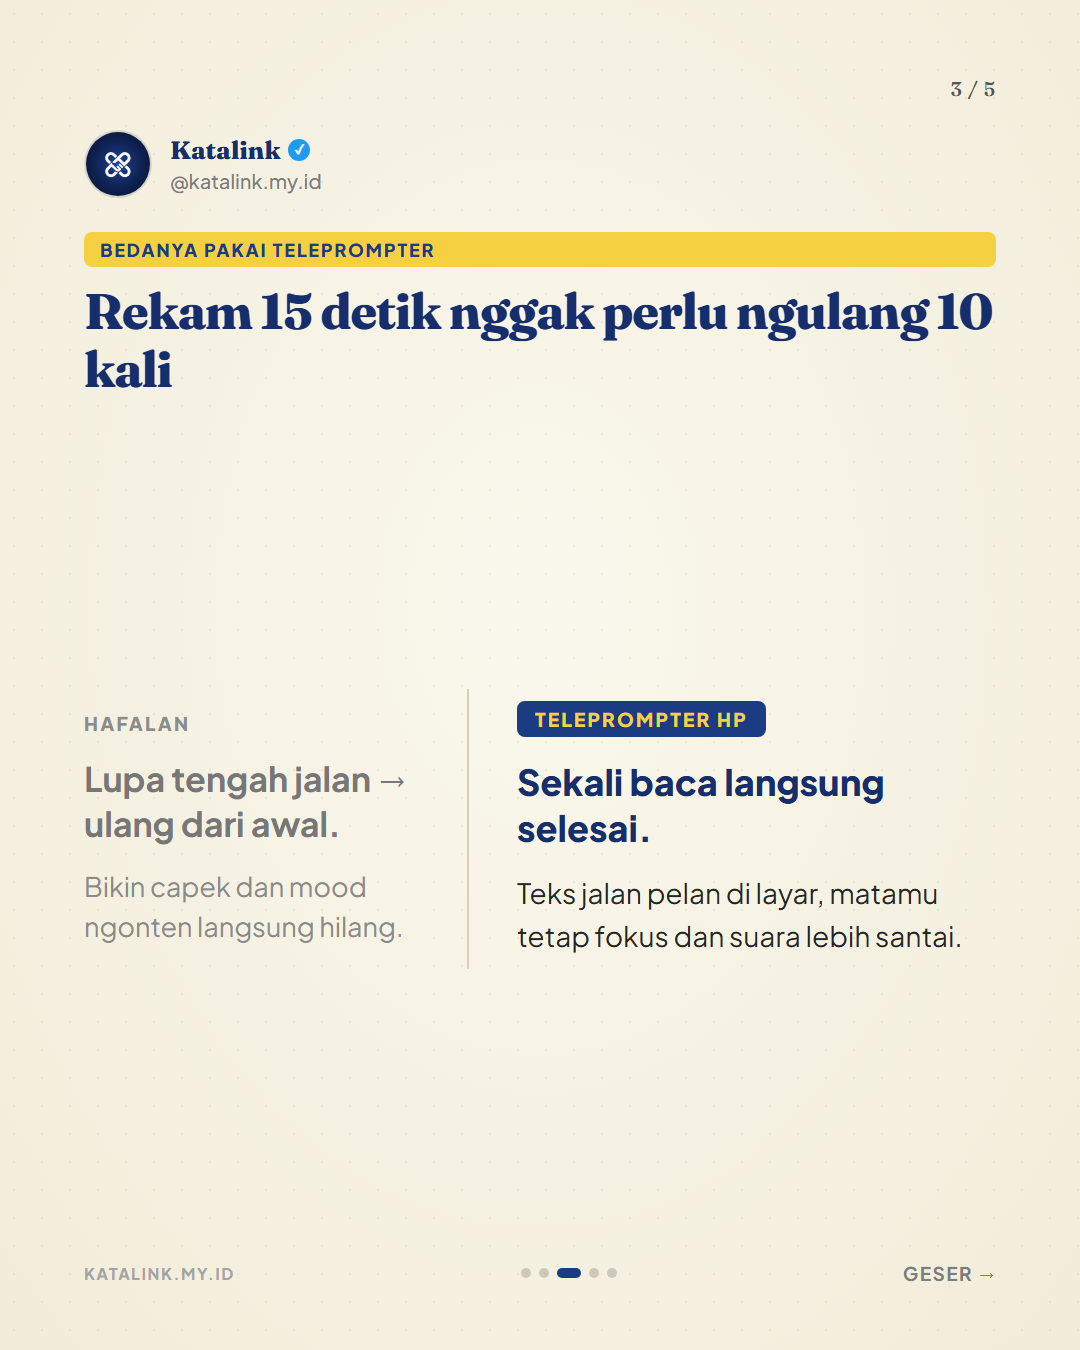 3 / 5
Katalink
@katalink.my.id
BEDANYA PAKAI TELEPROMPTER
Rekam 15 detik nggak perlu ngulang 10
kali
HAFALAN
Lupa tengah jalan →
ulang dari awal.
Bikin capek dan mood
ngonten langsung hilang.
TELEPROMPTER HP
Sekali baca langsung
selesai.
Teks jalan pelan di layar, matamu
tetap fokus dan suara lebih santai.
KATALINK.MY.ID
GESER →